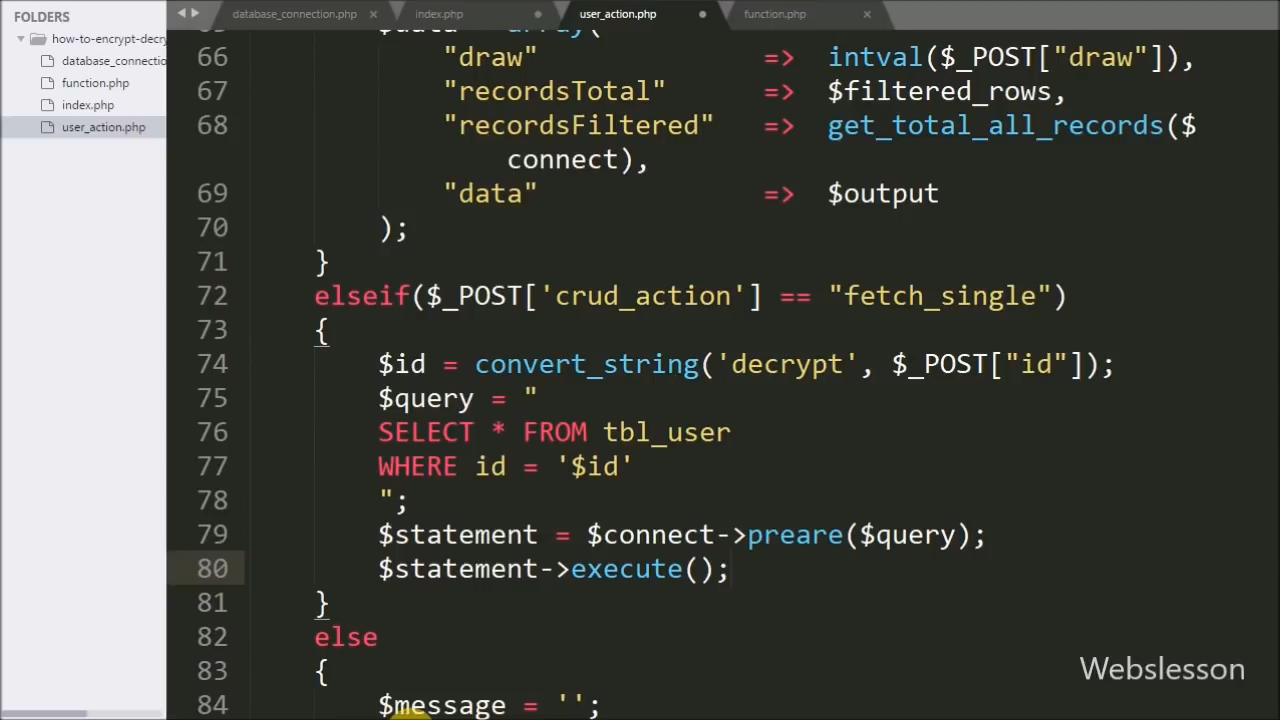 FOLDERS
how-to-encrypt-decry
database_connectio
function.php
index.php
user_action.php
database_connection.php × index.php user_action.php function.php ×
66 "draw" => intval($_POST["draw"]),
67 "recordsTotal" => $filtered_rows,
68 "recordsFiltered" => get_total_all_records($
connect),
69 "data" => $output
70 );
71 }
72 elseif($_POST['crud_action'] == "fetch_single")
73 {
74 $id = convert_string('decrypt', $_POST["id"]);
75 $query = "
76 SELECT * FROM tbl_user
77 WHERE id = '$id'
78 ";
79 $statement = $connect->preare($query);
80 $statement->execute();
81 }
82 else
83 {
84 $message = '';
Webslesson